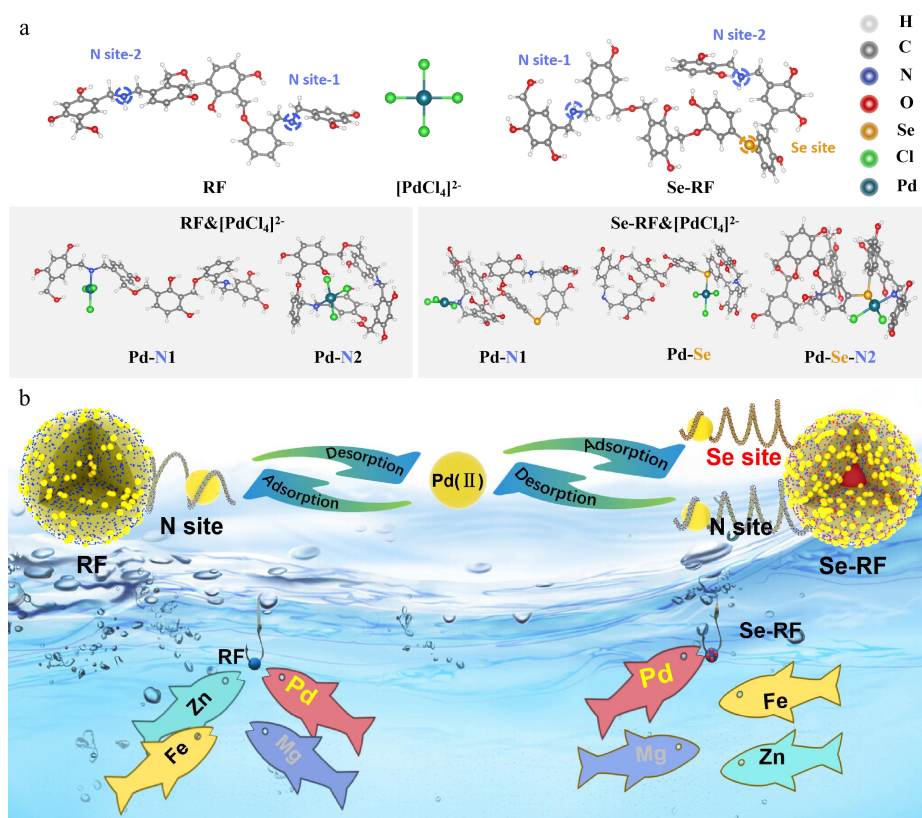 a
N site-2
N site-1
RF
[PdCl₄]²⁻
N site-1
N site-2
Se site
Se-RF
H
C
N
O
Se
Cl
Pd
RF&[PdCl₄]²⁻
Pd-N1
Pd-N2
Se-RF&[PdCl₄]²⁻
Pd-N1
Pd-Se
Pd-Se-N2
b
Desorption
Adsorption
N site
RF
Pd(Ⅱ)
Adsorption
Desorption
Se site
N site
Se-RF
RF
Zn
Pd
Fe
Mg
Se-RF
Pd
Fe
Mg
Zn